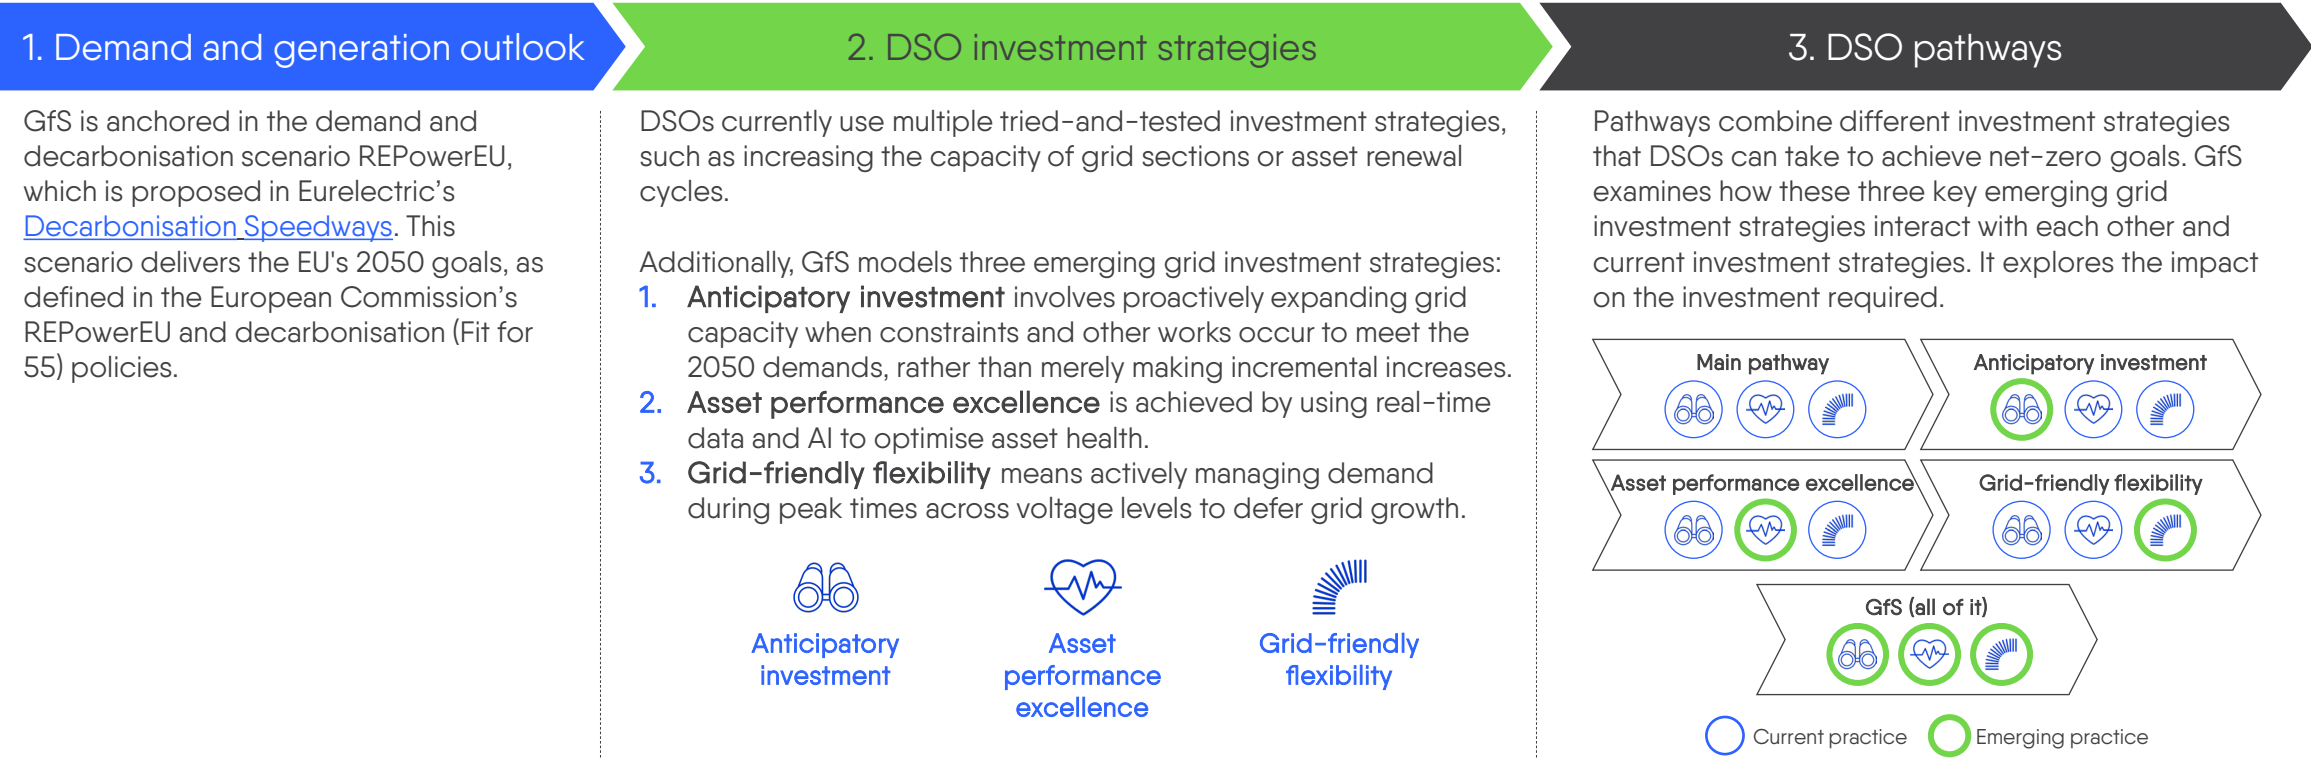 1. Demand and generation outlook
GfS is anchored in the demand and
decarbonisation scenario REPowerEU,
which is proposed in Eurelectric’s
Decarbonisation Speedways. This
scenario delivers the EU's 2050 goals, as
defined in the European Commission’s
REPowerEU and decarbonisation (Fit for
55) policies.
2. DSO investment strategies
DSOs currently use multiple tried-and-tested investment strategies,
such as increasing the capacity of grid sections or asset renewal
cycles.
Additionally, GfS models three emerging grid investment strategies:
1. Anticipatory investment involves proactively expanding grid
capacity when constraints and other works occur to meet the
2050 demands, rather than merely making incremental increases.
2. Asset performance excellence is achieved by using real-time
data and AI to optimise asset health.
3. Grid-friendly flexibility means actively managing demand
during peak times across voltage levels to defer grid growth.
Anticipatory
investment
Asset
performance
excellence
Grid-friendly
flexibility
3. DSO pathways
Pathways combine different investment strategies
that DSOs can take to achieve net-zero goals. GfS
examines how these three key emerging grid
investment strategies interact with each other and
current investment strategies. It explores the impact
on the investment required.
Main pathway
Anticipatory investment
Asset performance excellence
Grid-friendly flexibility
GfS (all of it)
Current practice
Emerging practice